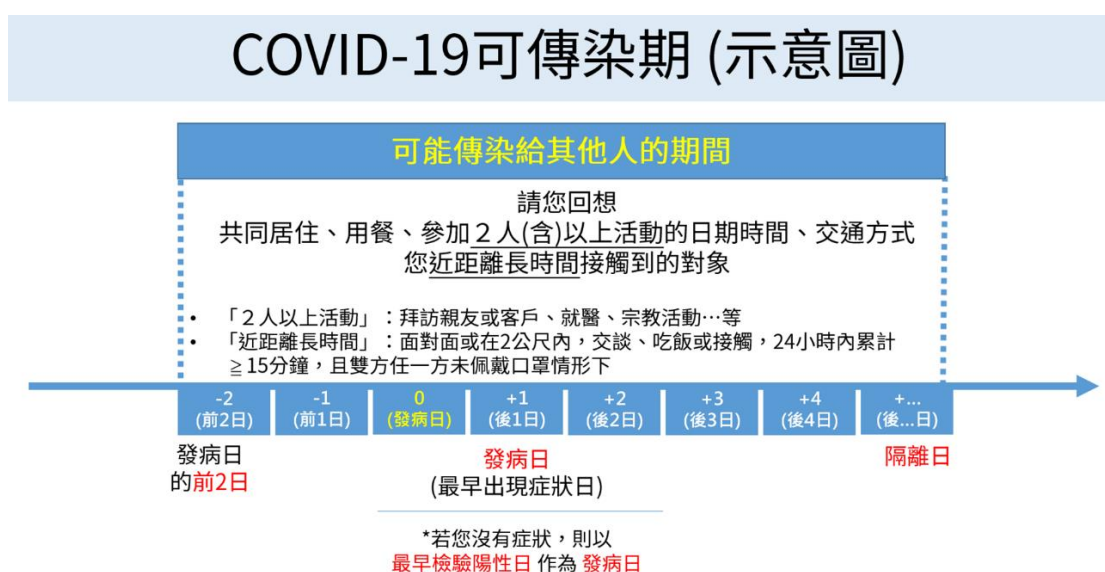 COVID-19可傳染期 (示意圖)
可能傳染給其他人的期間
請您回想
共同居住、用餐、參加２人(含)以上活動的日期時間、交通方式
您近距離長時間接觸到的對象
• 「２人以上活動」：拜訪親友或客戶、就醫、宗教活動…等
• 「近距離長時間」：面對面或在2公尺內，交談、吃飯或接觸，24小時內累計
≧15分鐘，且雙方任一方未佩戴口罩情形下
-2 -1 0 +1 +2 +3 +4 +...
(前2日) (前1日) (發病日) (後1日) (後2日) (後3日) (後4日) (後...日)
發病日 發病日 隔離日
的前2日 (最早出現症狀日)
*若您沒有症狀，則以
最早檢驗陽性日 作為 發病日